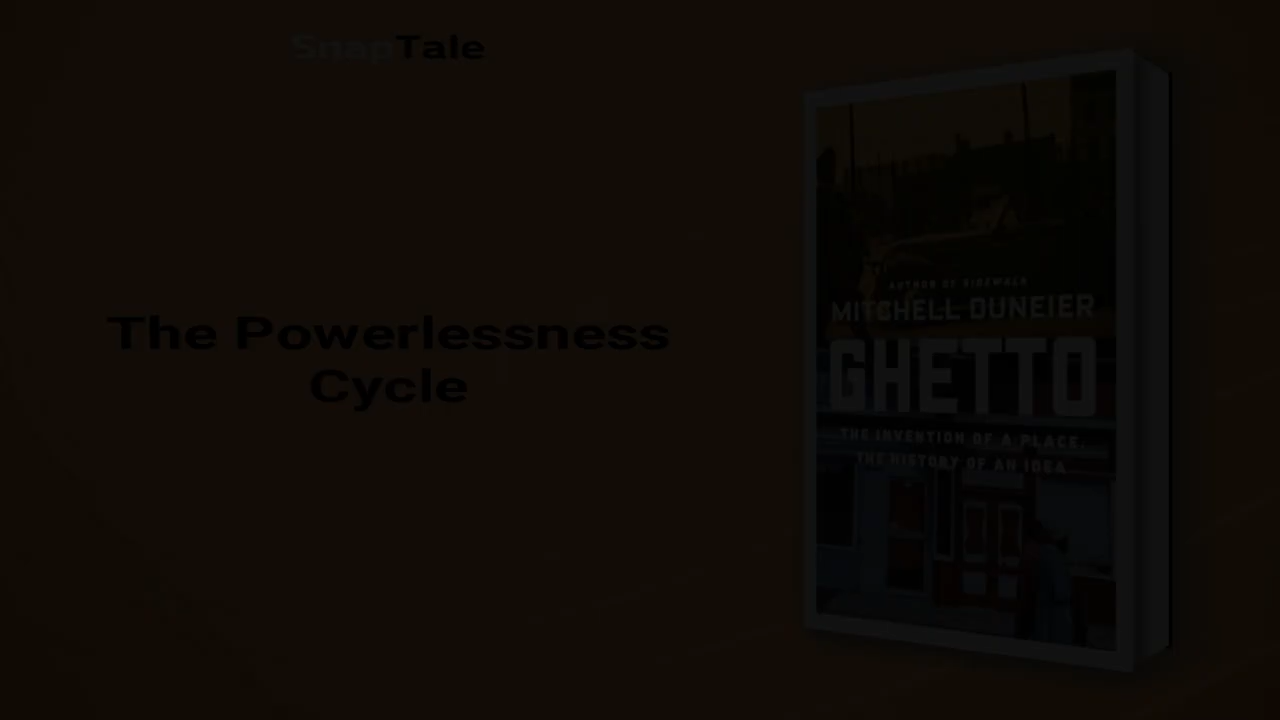 SnapTale
The Powerlessness
Cycle
AUTHOR OF SIDEWALK
MITCHELL DUNEIER
GHETTO
THE INVENTION OF A PLACE,
THE HISTORY OF AN IDEA